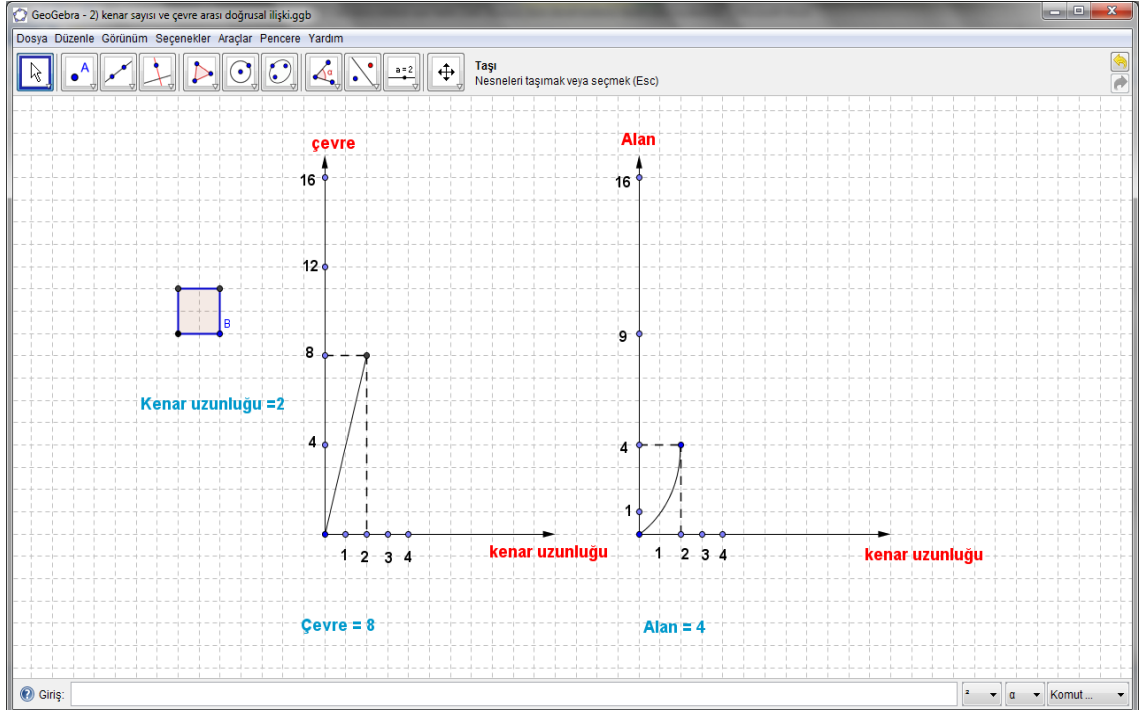 GeoGebra - 2) kenar sayısı ve çevre arası doğrusal ilişki.ggb
Dosya Düzenle Görünüm Seçenekler Araçlar Pencere Yardım
A
α
a=2
Taşı
Nesneleri taşımak veya seçmek (Esc)
çevre
16
12
8
4
1 2 3 4
kenar uzunluğu
B
Kenar uzunluğu =2
Çevre = 8
Alan
16
9
4
1
1 2 3 4
kenar uzunluğu
Alan = 4
Giriş:
²
α
Komut ...